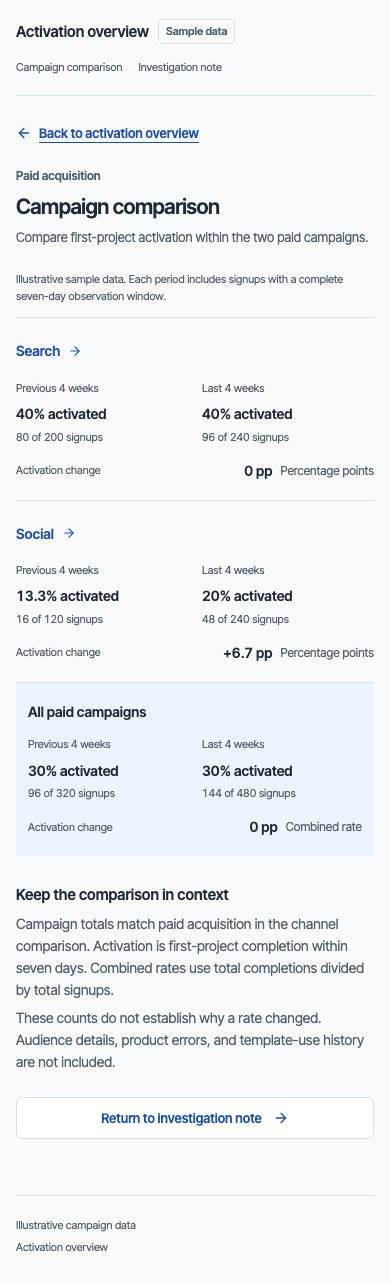 Activation overview Sample data
Campaign comparison Investigation note
Back to activation overview
Paid acquisition
Campaign comparison
Compare first-project activation within the two paid campaigns.
Illustrative sample data. Each period includes signups with a complete
seven-day observation window.
Search
Previous 4 weeks Last 4 weeks
40% activated 40% activated
80 of 200 signups 96 of 240 signups
Activation change 0 pp Percentage points
Social
Previous 4 weeks Last 4 weeks
13.3% activated 20% activated
16 of 120 signups 48 of 240 signups
Activation change +6.7 pp Percentage points
All paid campaigns
Previous 4 weeks Last 4 weeks
30% activated 30% activated
96 of 320 signups 144 of 480 signups
Activation change 0 pp Combined rate
Keep the comparison in context
Campaign totals match paid acquisition in the channel
comparison. Activation is first-project completion within
seven days. Combined rates use total completions divided
by total signups.
These counts do not establish why a rate changed.
Audience details, product errors, and template-use history
are not included.
Return to investigation note
Illustrative campaign data
Activation overview